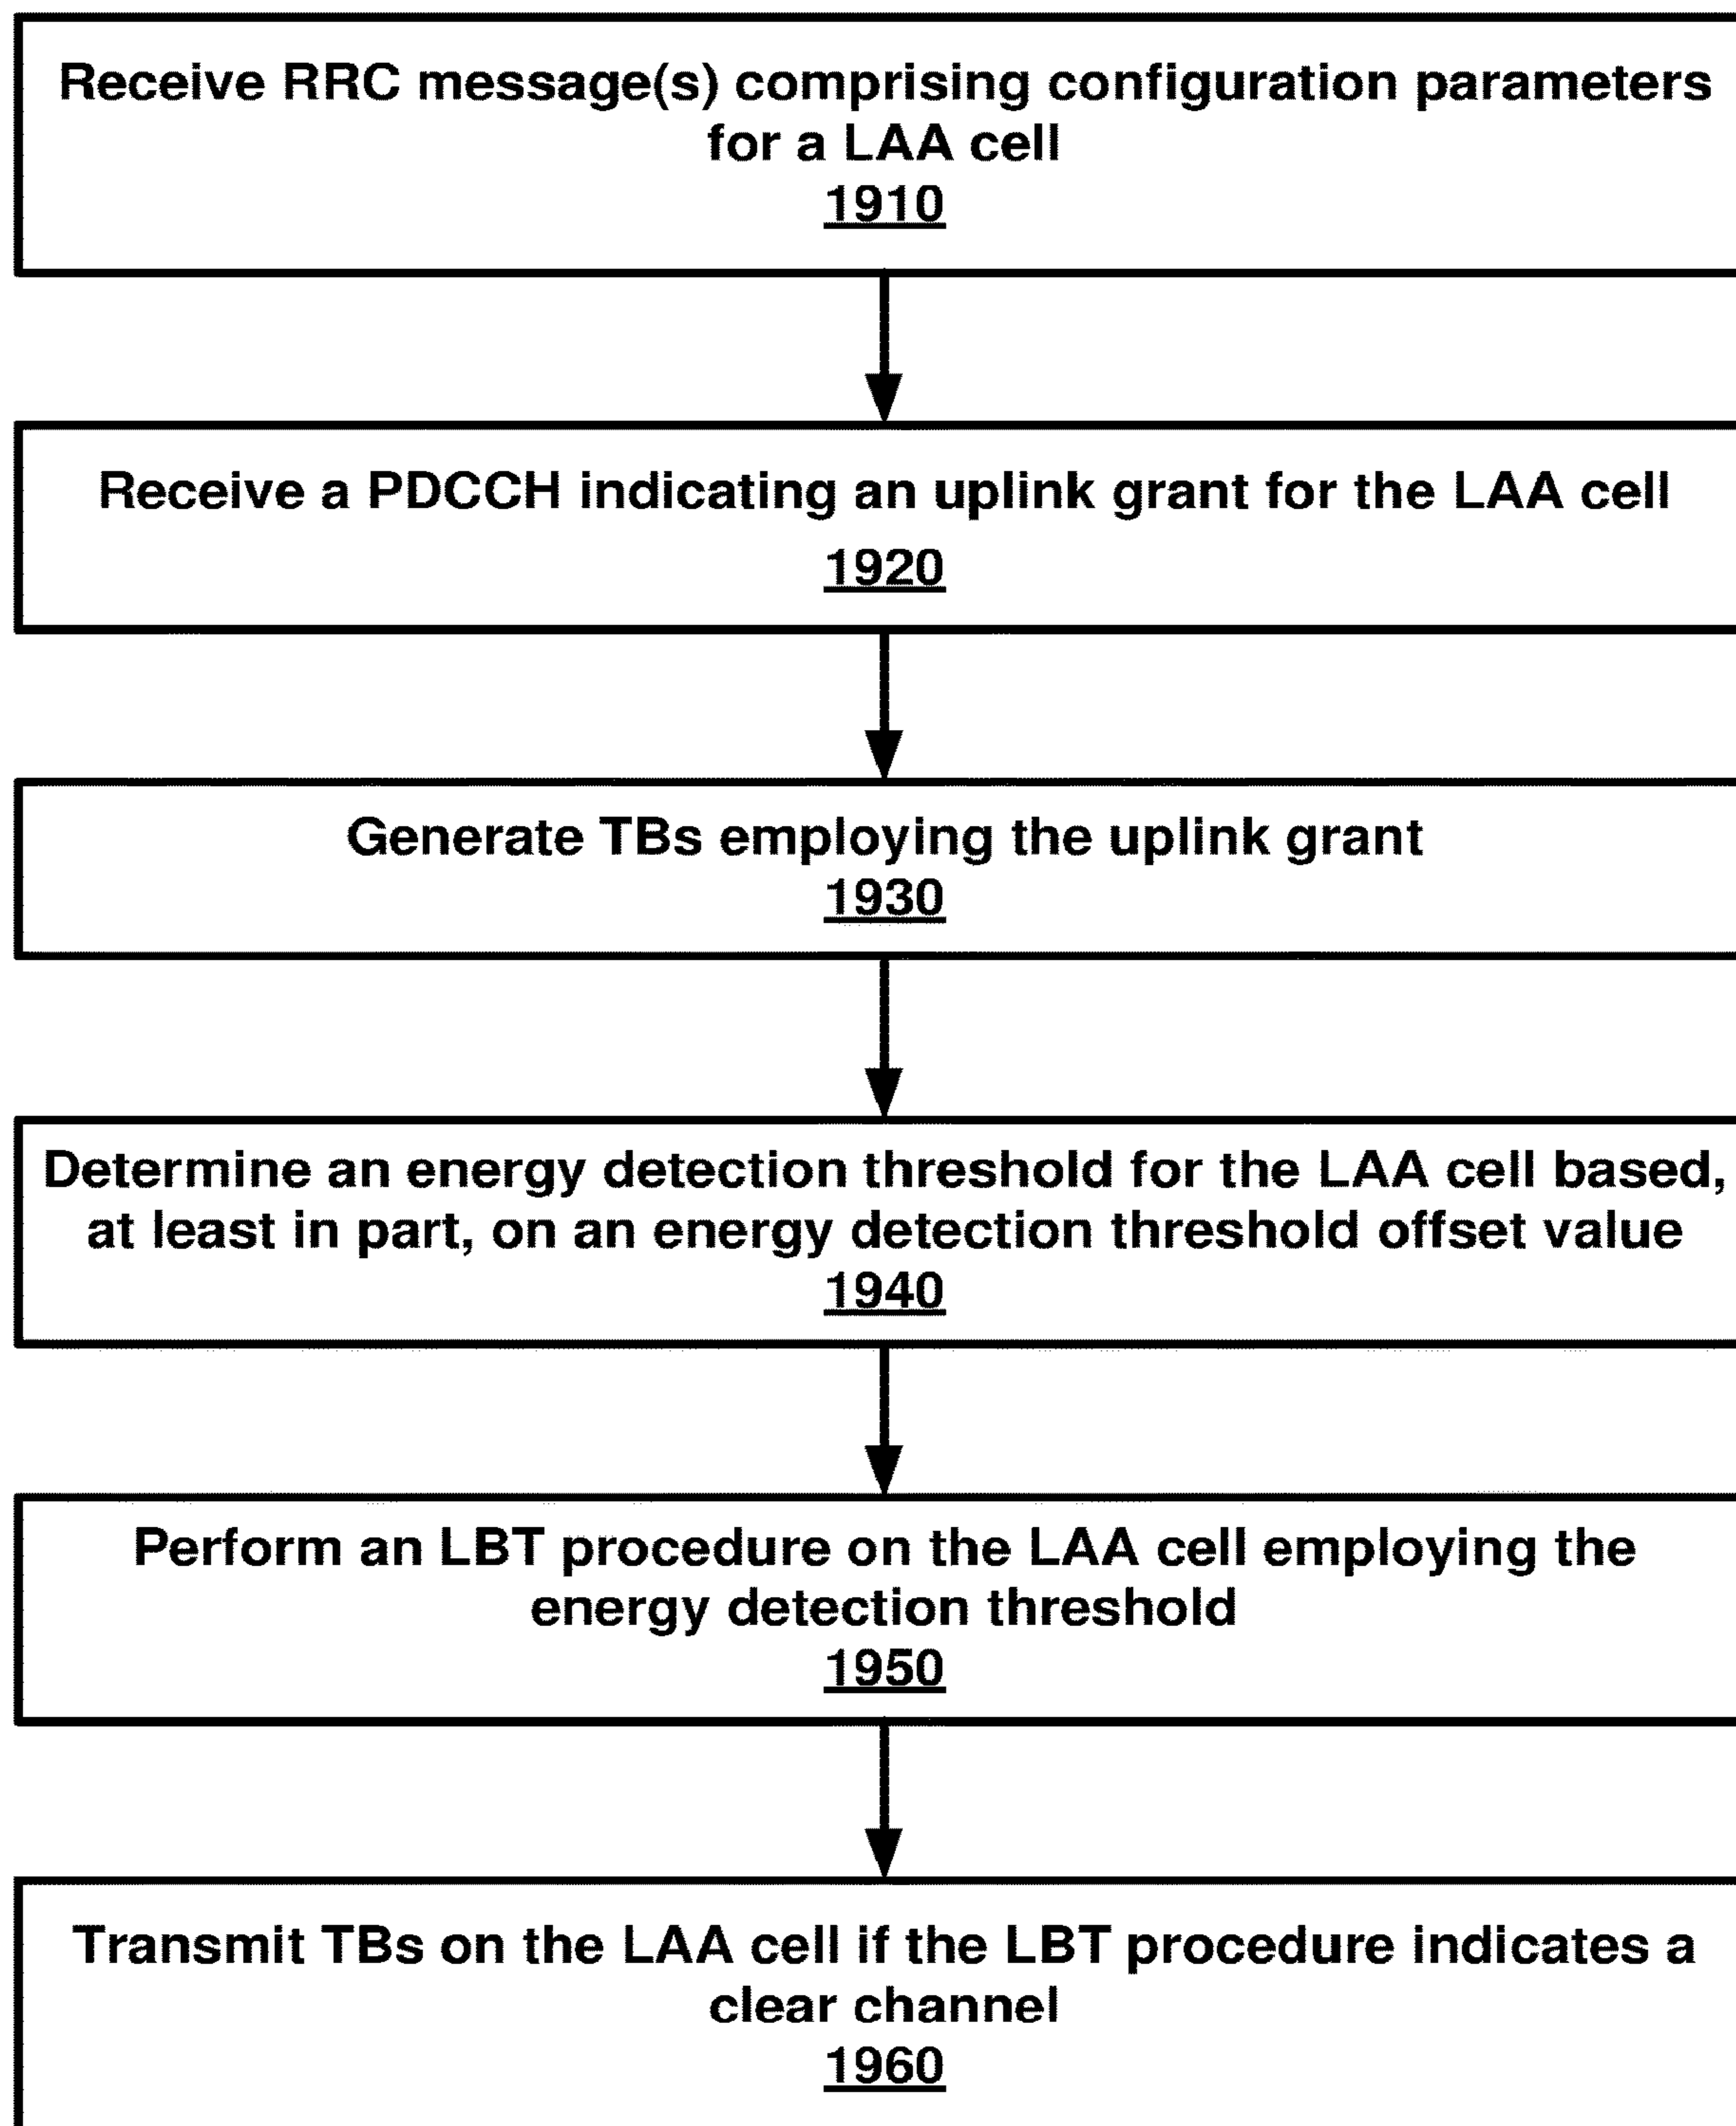 Receive RRC message(s) comprising configuration parameters
for a LAA cell
1910
Receive a PDCCH indicating an uplink grant for the LAA cell
1920
Generate TBs employing the uplink grant
1930
Determine an energy detection threshold for the LAA cell based,
at least in part, on an energy detection threshold offset value
1940
Perform an LBT procedure on the LAA cell employing the
energy detection threshold
1950
Transmit TBs on the LAA cell if the LBT procedure indicates a
clear channel
1960